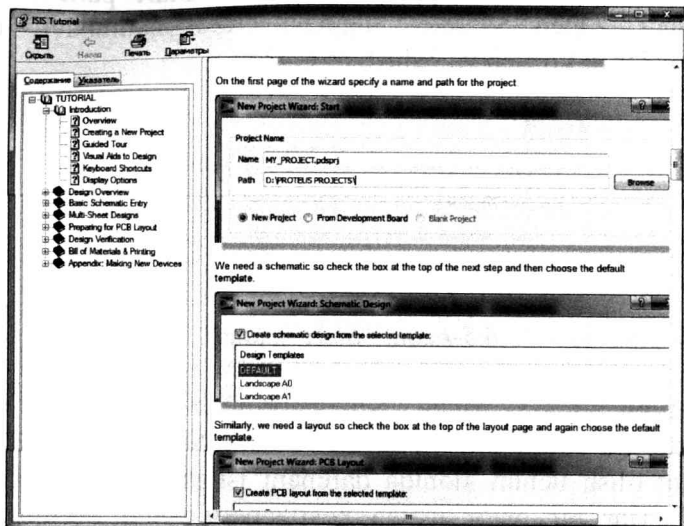 ISIS Tutorial
Скрыть Назад Печать Параметры
Содержание Указатель
TUTORIAL
Introduction
Overview
Creating a New Project
Guided Tour
Visual Aids to Design
Keyboard Shortcuts
Display Options
Design Overview
Basic Schematic Entry
Multi-Sheet Designs
Preparing for PCB Layout
Design Verification
Bill of Materials & Printing
Appendix: Making New Devices
On the first page of the wizard specify a name and path for the project
New Project Wizard: Start
Project Name
Name MY_PROJECT.pdsprj
Path D:\PROTEUS PROJECTS\
Browse
New Project From Development Board Blank Project
We need a schematic so check the box at the top of the next step and then choose the default
template.
New Project Wizard: Schematic Design
Create schematic design from the selected template:
Design Templates
DEFAULT
Landscape A0
Landscape A1
Similarly, we need a layout so check the box at the top of the layout page and again choose the default
template.
New Project Wizard: PCB Layout
Create PCB layout from the selected template: